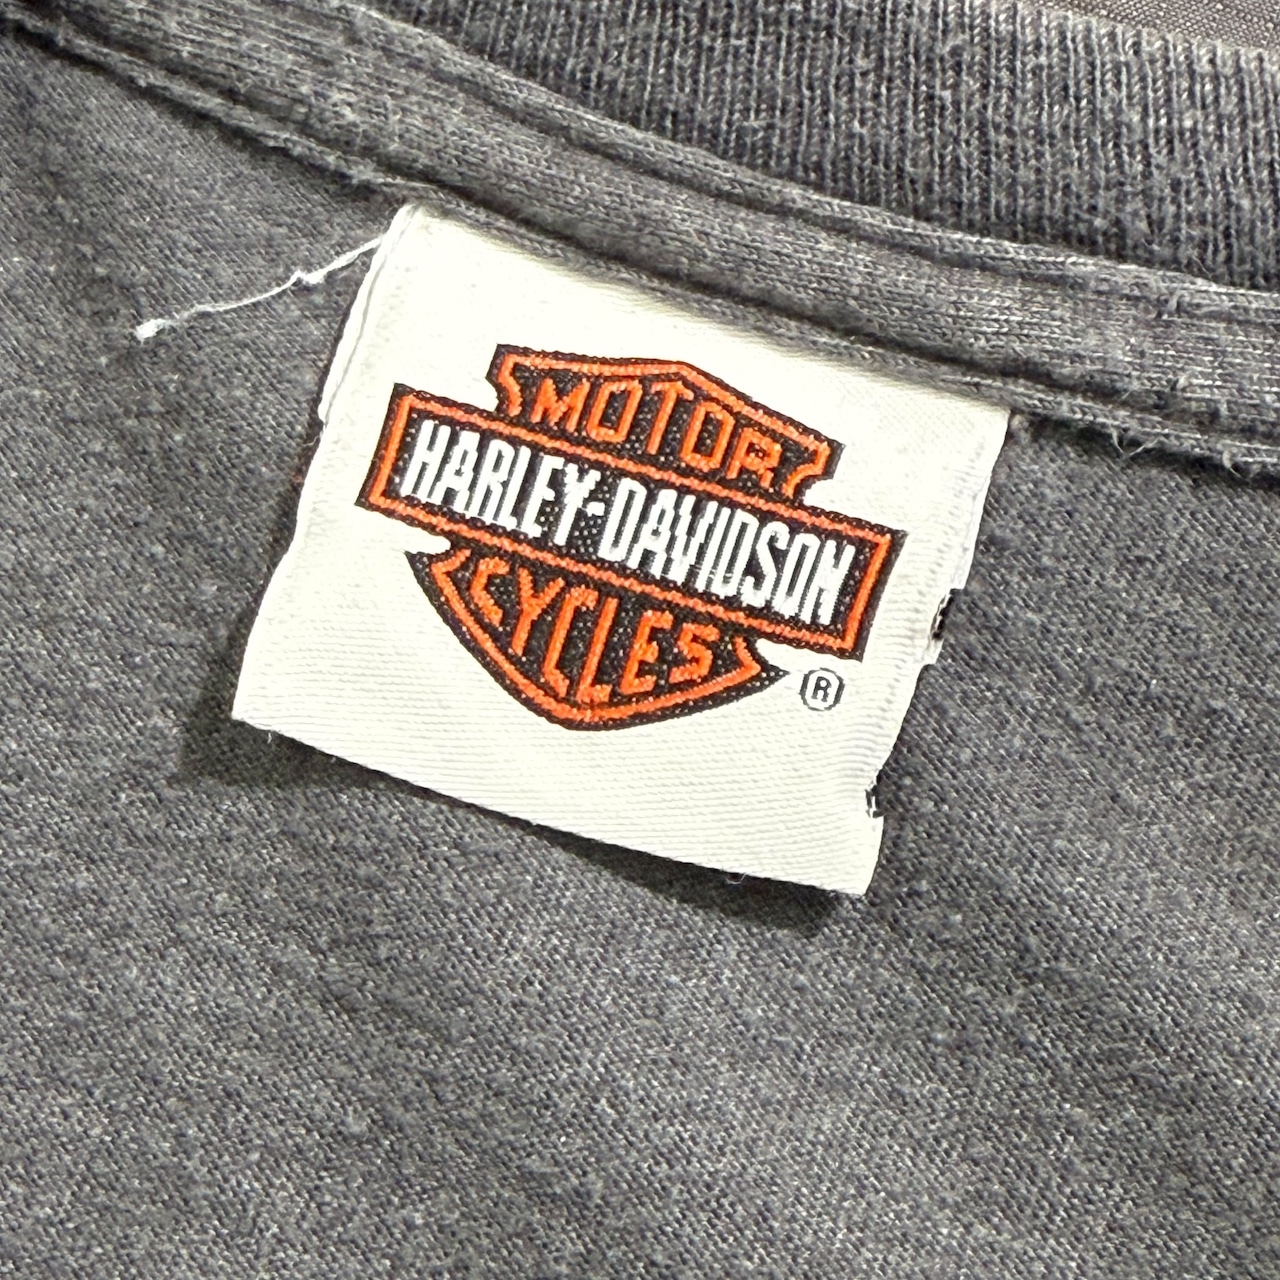 MOTOR
HARLEY-DAVIDSON
CYCLES
®